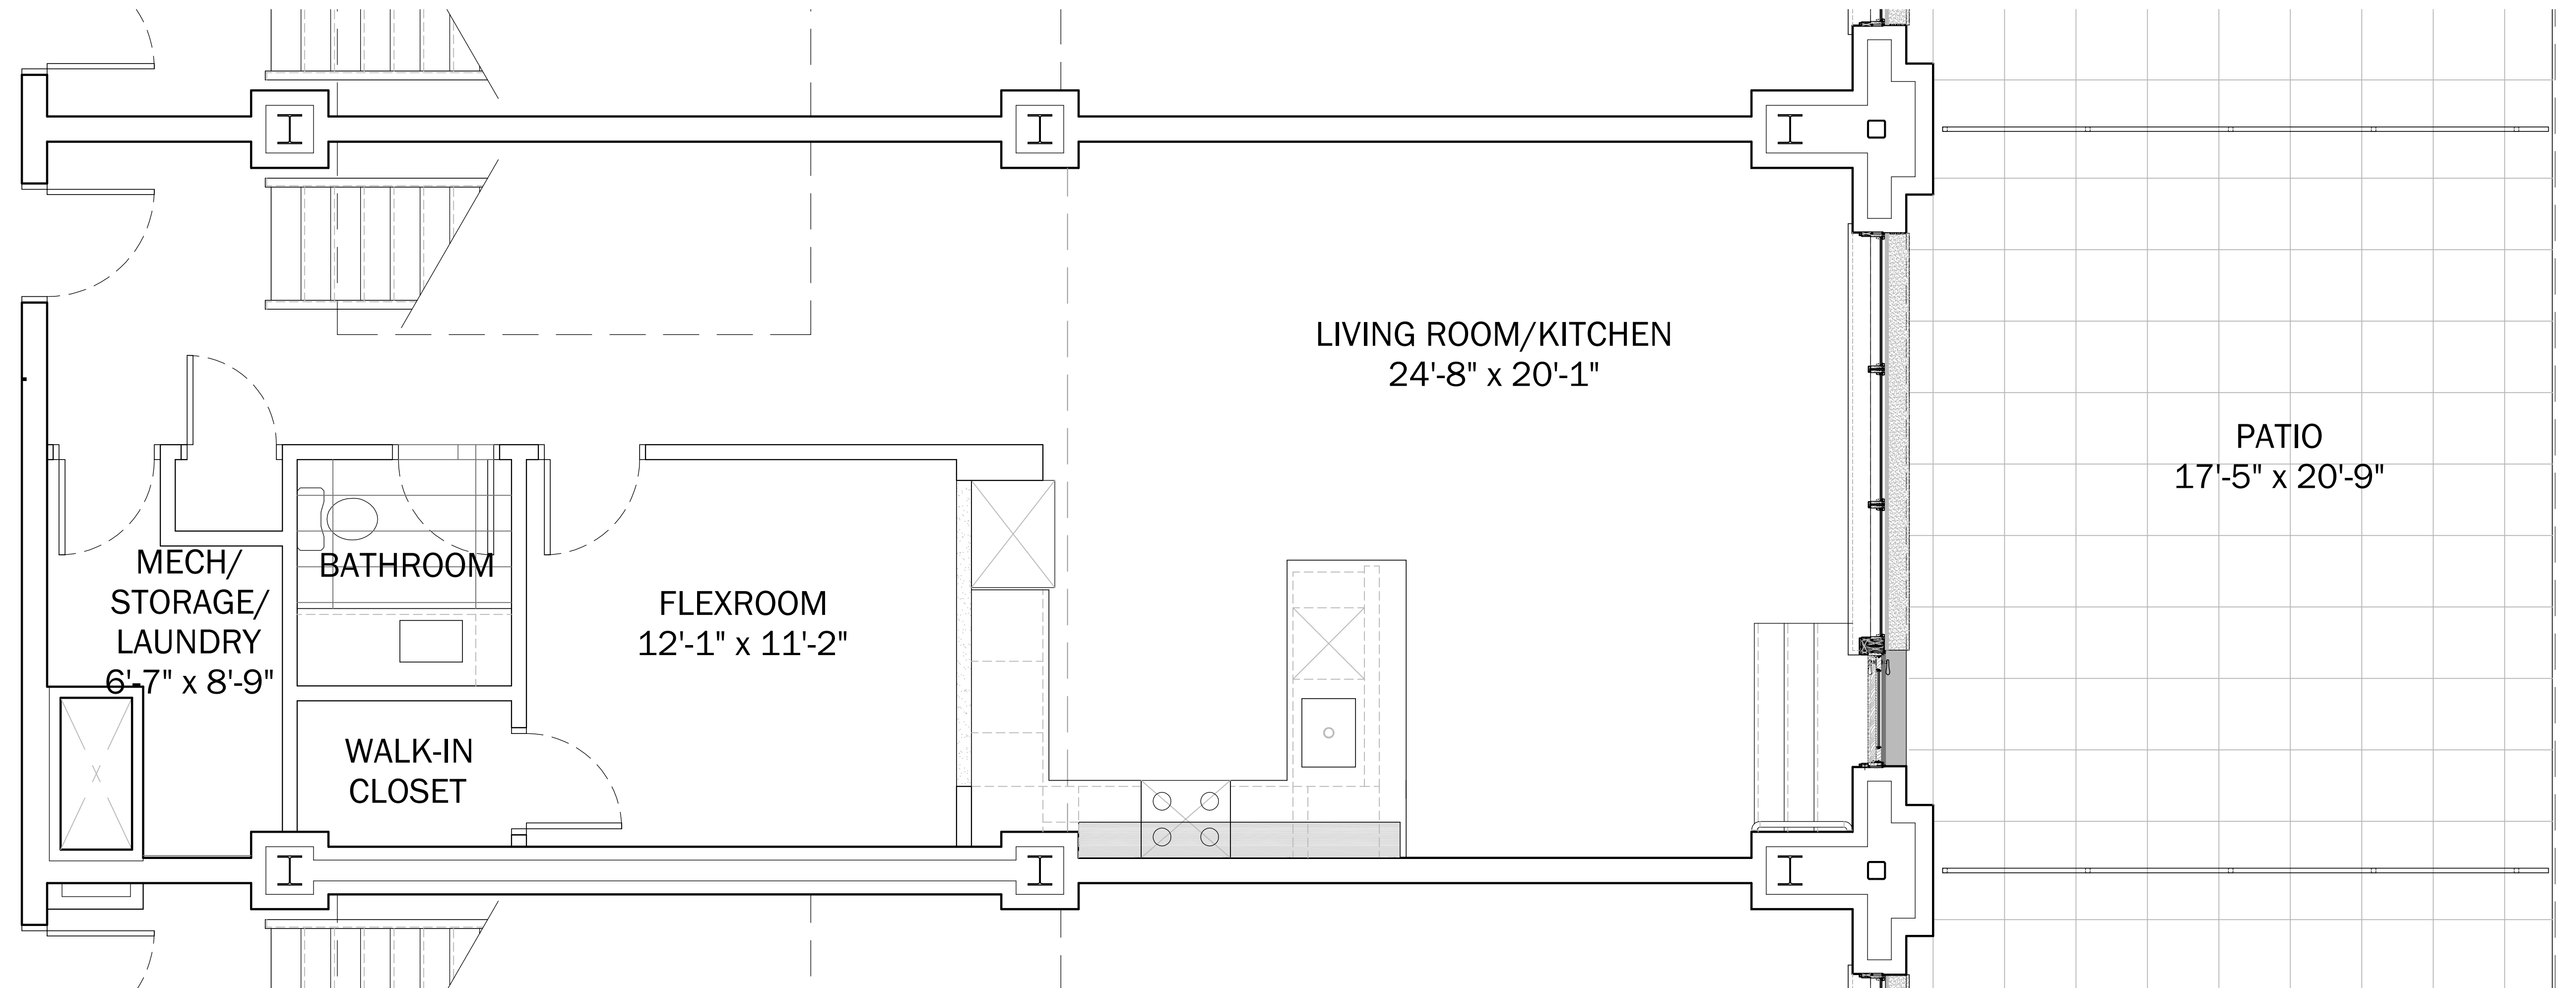 LIVING ROOM/KITCHEN
24'-8" x 20'-1"
PATIO
17'-5" x 20'-9"
MECH/
STORAGE/
LAUNDRY
6'-7" x 8'-9"
BATHROOM
FLEXROOM
12'-1" x 11'-2"
WALK-IN
CLOSET